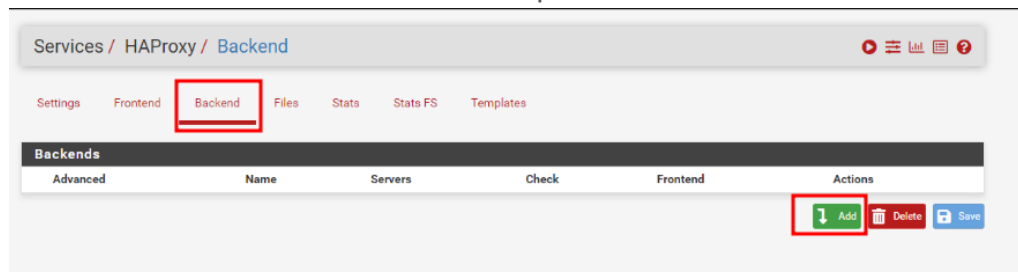 Services / HAProxy / Backend
Settings Frontend Backend Files Stats Stats FS Templates
Backends
Advanced Name Servers Check Frontend Actions
Add Delete Save